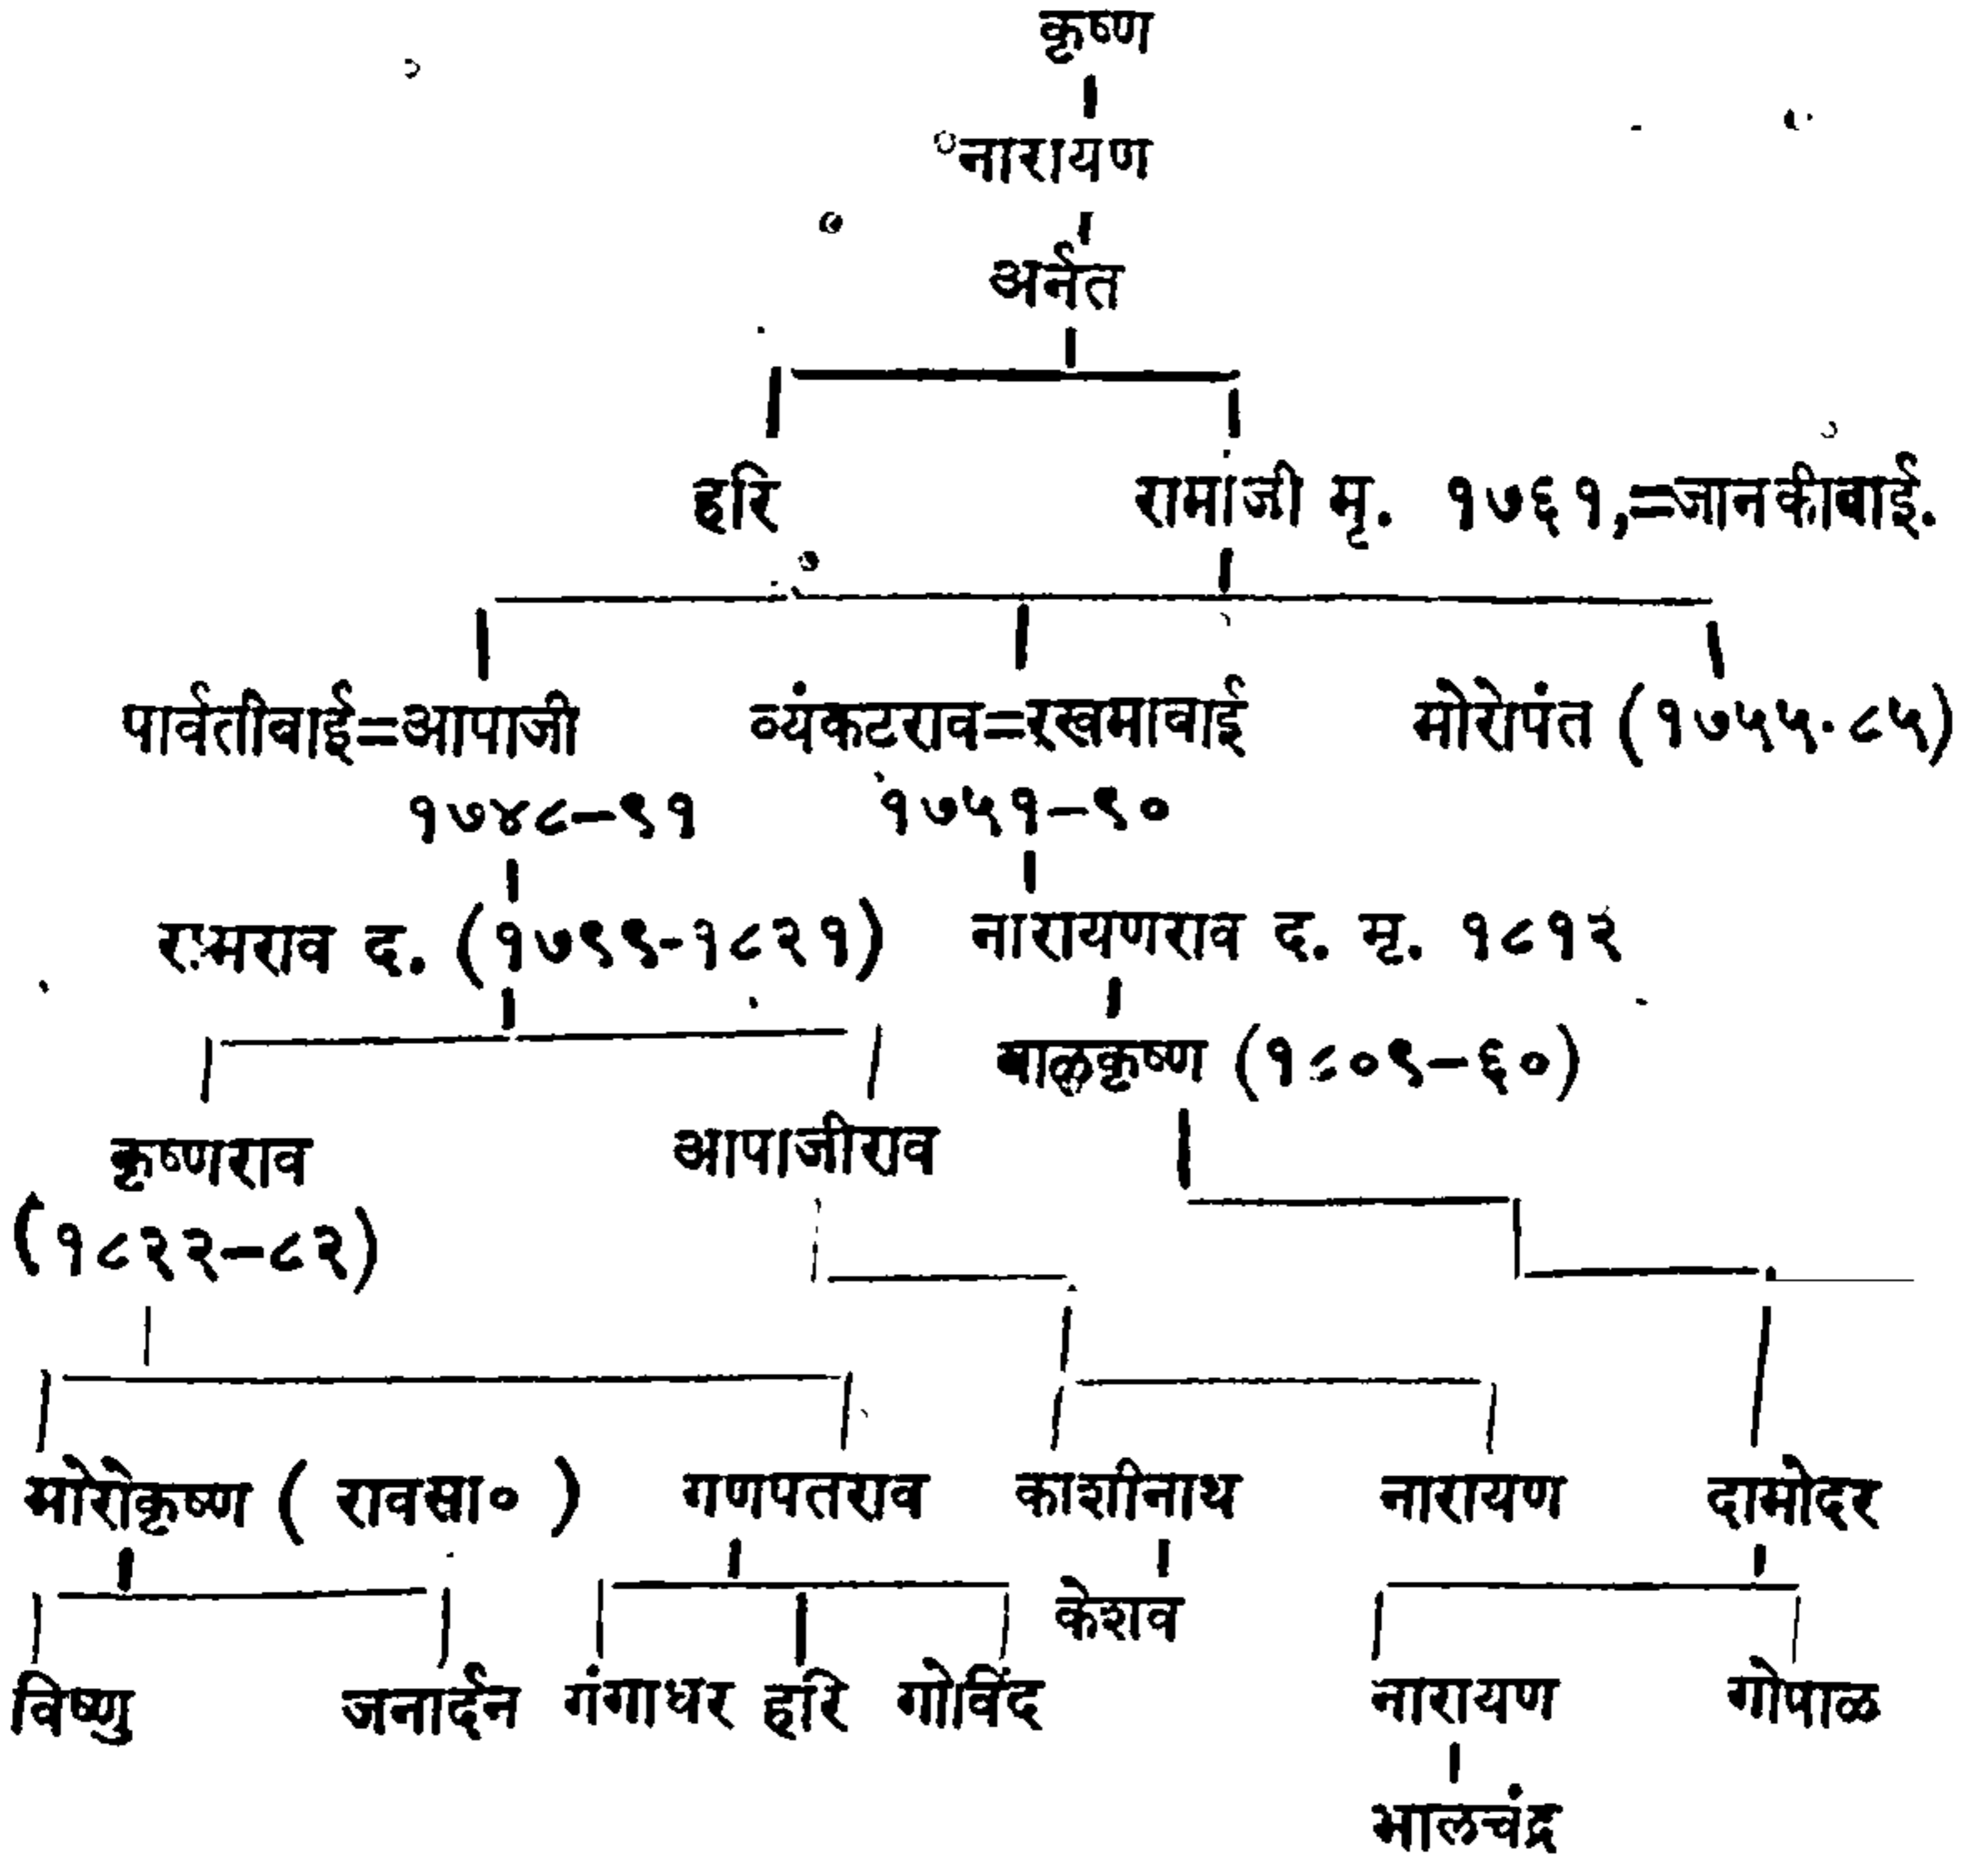 कृष्ण
नारायण
अनंत
हरि रामाजी मृ. १७६१,=जानकीबाई.
पार्वतीबाई=आपाजी व्यंकटराव=रखमाबाई मोरोपंत (१७५५-८५)
१७४८-९१ १७५१-९०
रामराव द. (१७९९-१८२१) नारायणराव द. मृ. १८१२
बाळकृष्ण (१८०९-६०)
कृष्णराव आपाजीराव
(१८२२-८२)
मोरोकृष्ण ( रावसा० ) गणपतराव काशीनाथ नारायण दामोदर
केशव
विष्णु जनार्दन गंगाधर हरि गोविंद नारायण गोपाळ
भालचंद्र